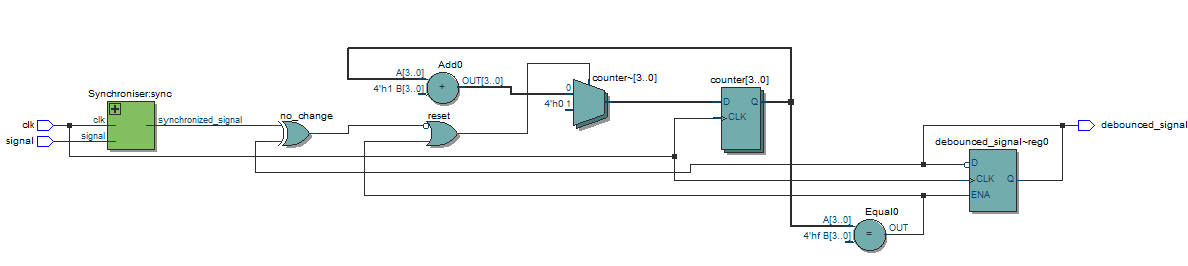 Synchroniser:sync
clk
clk
signal
signal
synchronized_signal
no_change
reset
Add0
A[3..0]
4'h1 B[3..0]
+
OUT[3..0]
counter~[3..0]
0
4'h0 1
counter[3..0]
D
Q
CLK
debounced_signal
debounced_signal~reg0
D
CLK
Q
ENA
Equal0
A[3..0]
4'hf B[3..0]
=
OUT